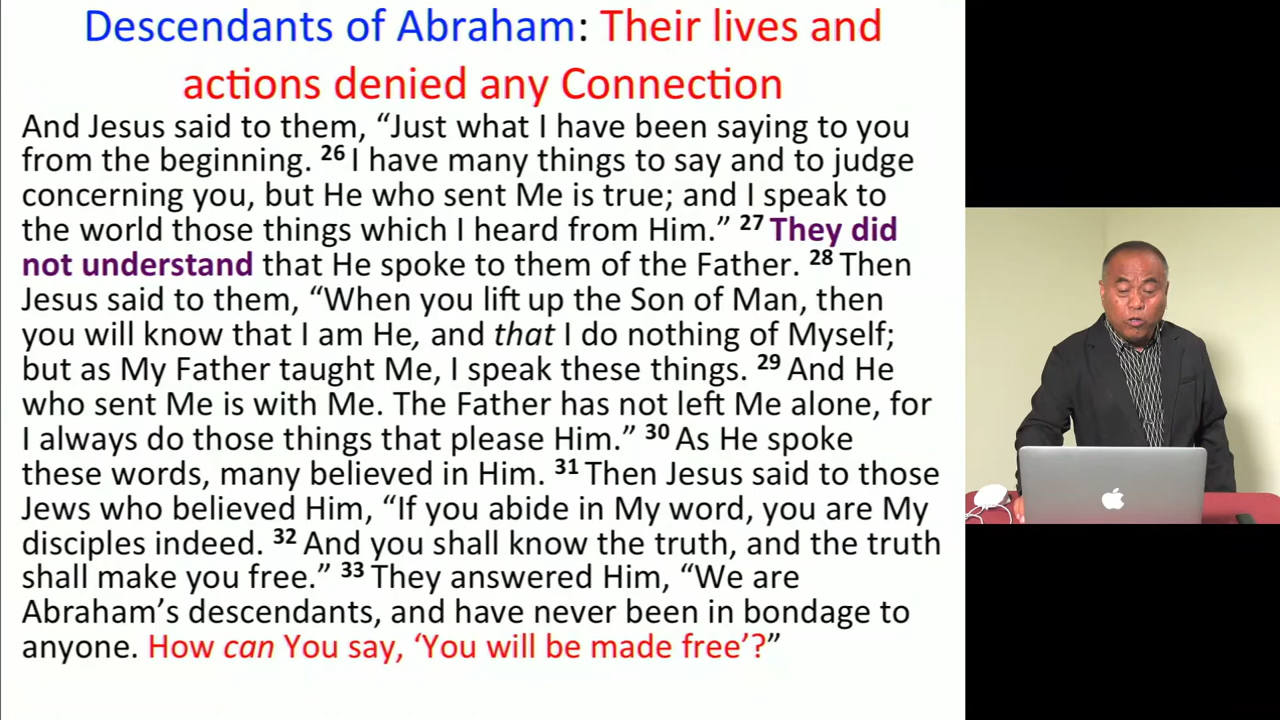 Descendants of Abraham: Their lives and
actions denied any Connection
And Jesus said to them, “Just what I have been saying to you
from the beginning. 26 I have many things to say and to judge
concerning you, but He who sent Me is true; and I speak to
the world those things which I heard from Him.” 27 They did
not understand that He spoke to them of the Father. 28 Then
Jesus said to them, “When you lift up the Son of Man, then
you will know that I am He, and that I do nothing of Myself;
but as My Father taught Me, I speak these things. 29 And He
who sent Me is with Me. The Father has not left Me alone, for
I always do those things that please Him.” 30 As He spoke
these words, many believed in Him. 31 Then Jesus said to those
Jews who believed Him, “If you abide in My word, you are My
disciples indeed. 32 And you shall know the truth, and the truth
shall make you free.” 33 They answered Him, “We are
Abraham’s descendants, and have never been in bondage to
anyone. How can You say, ‘You will be made free’?”